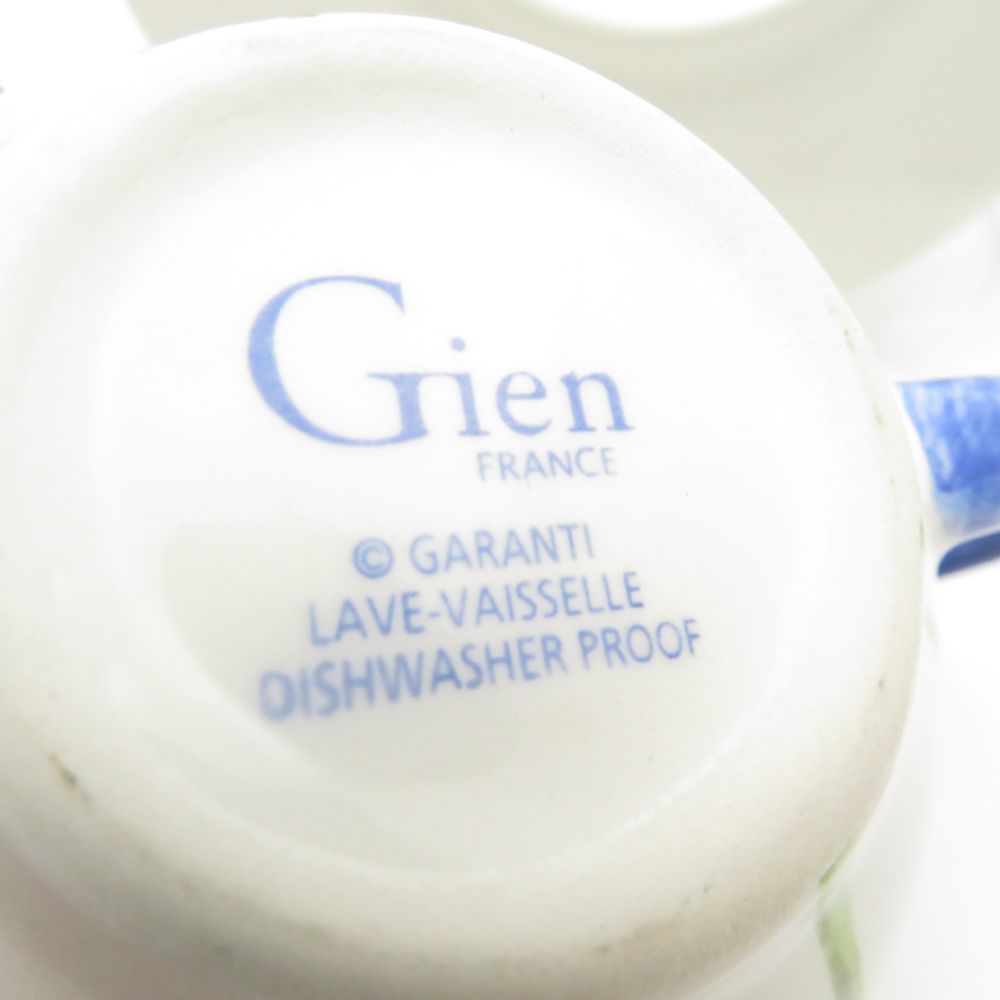 Gien
FRANCE
© GARANTI
LAVE-VAISSELLE
DISHWASHER PROOF